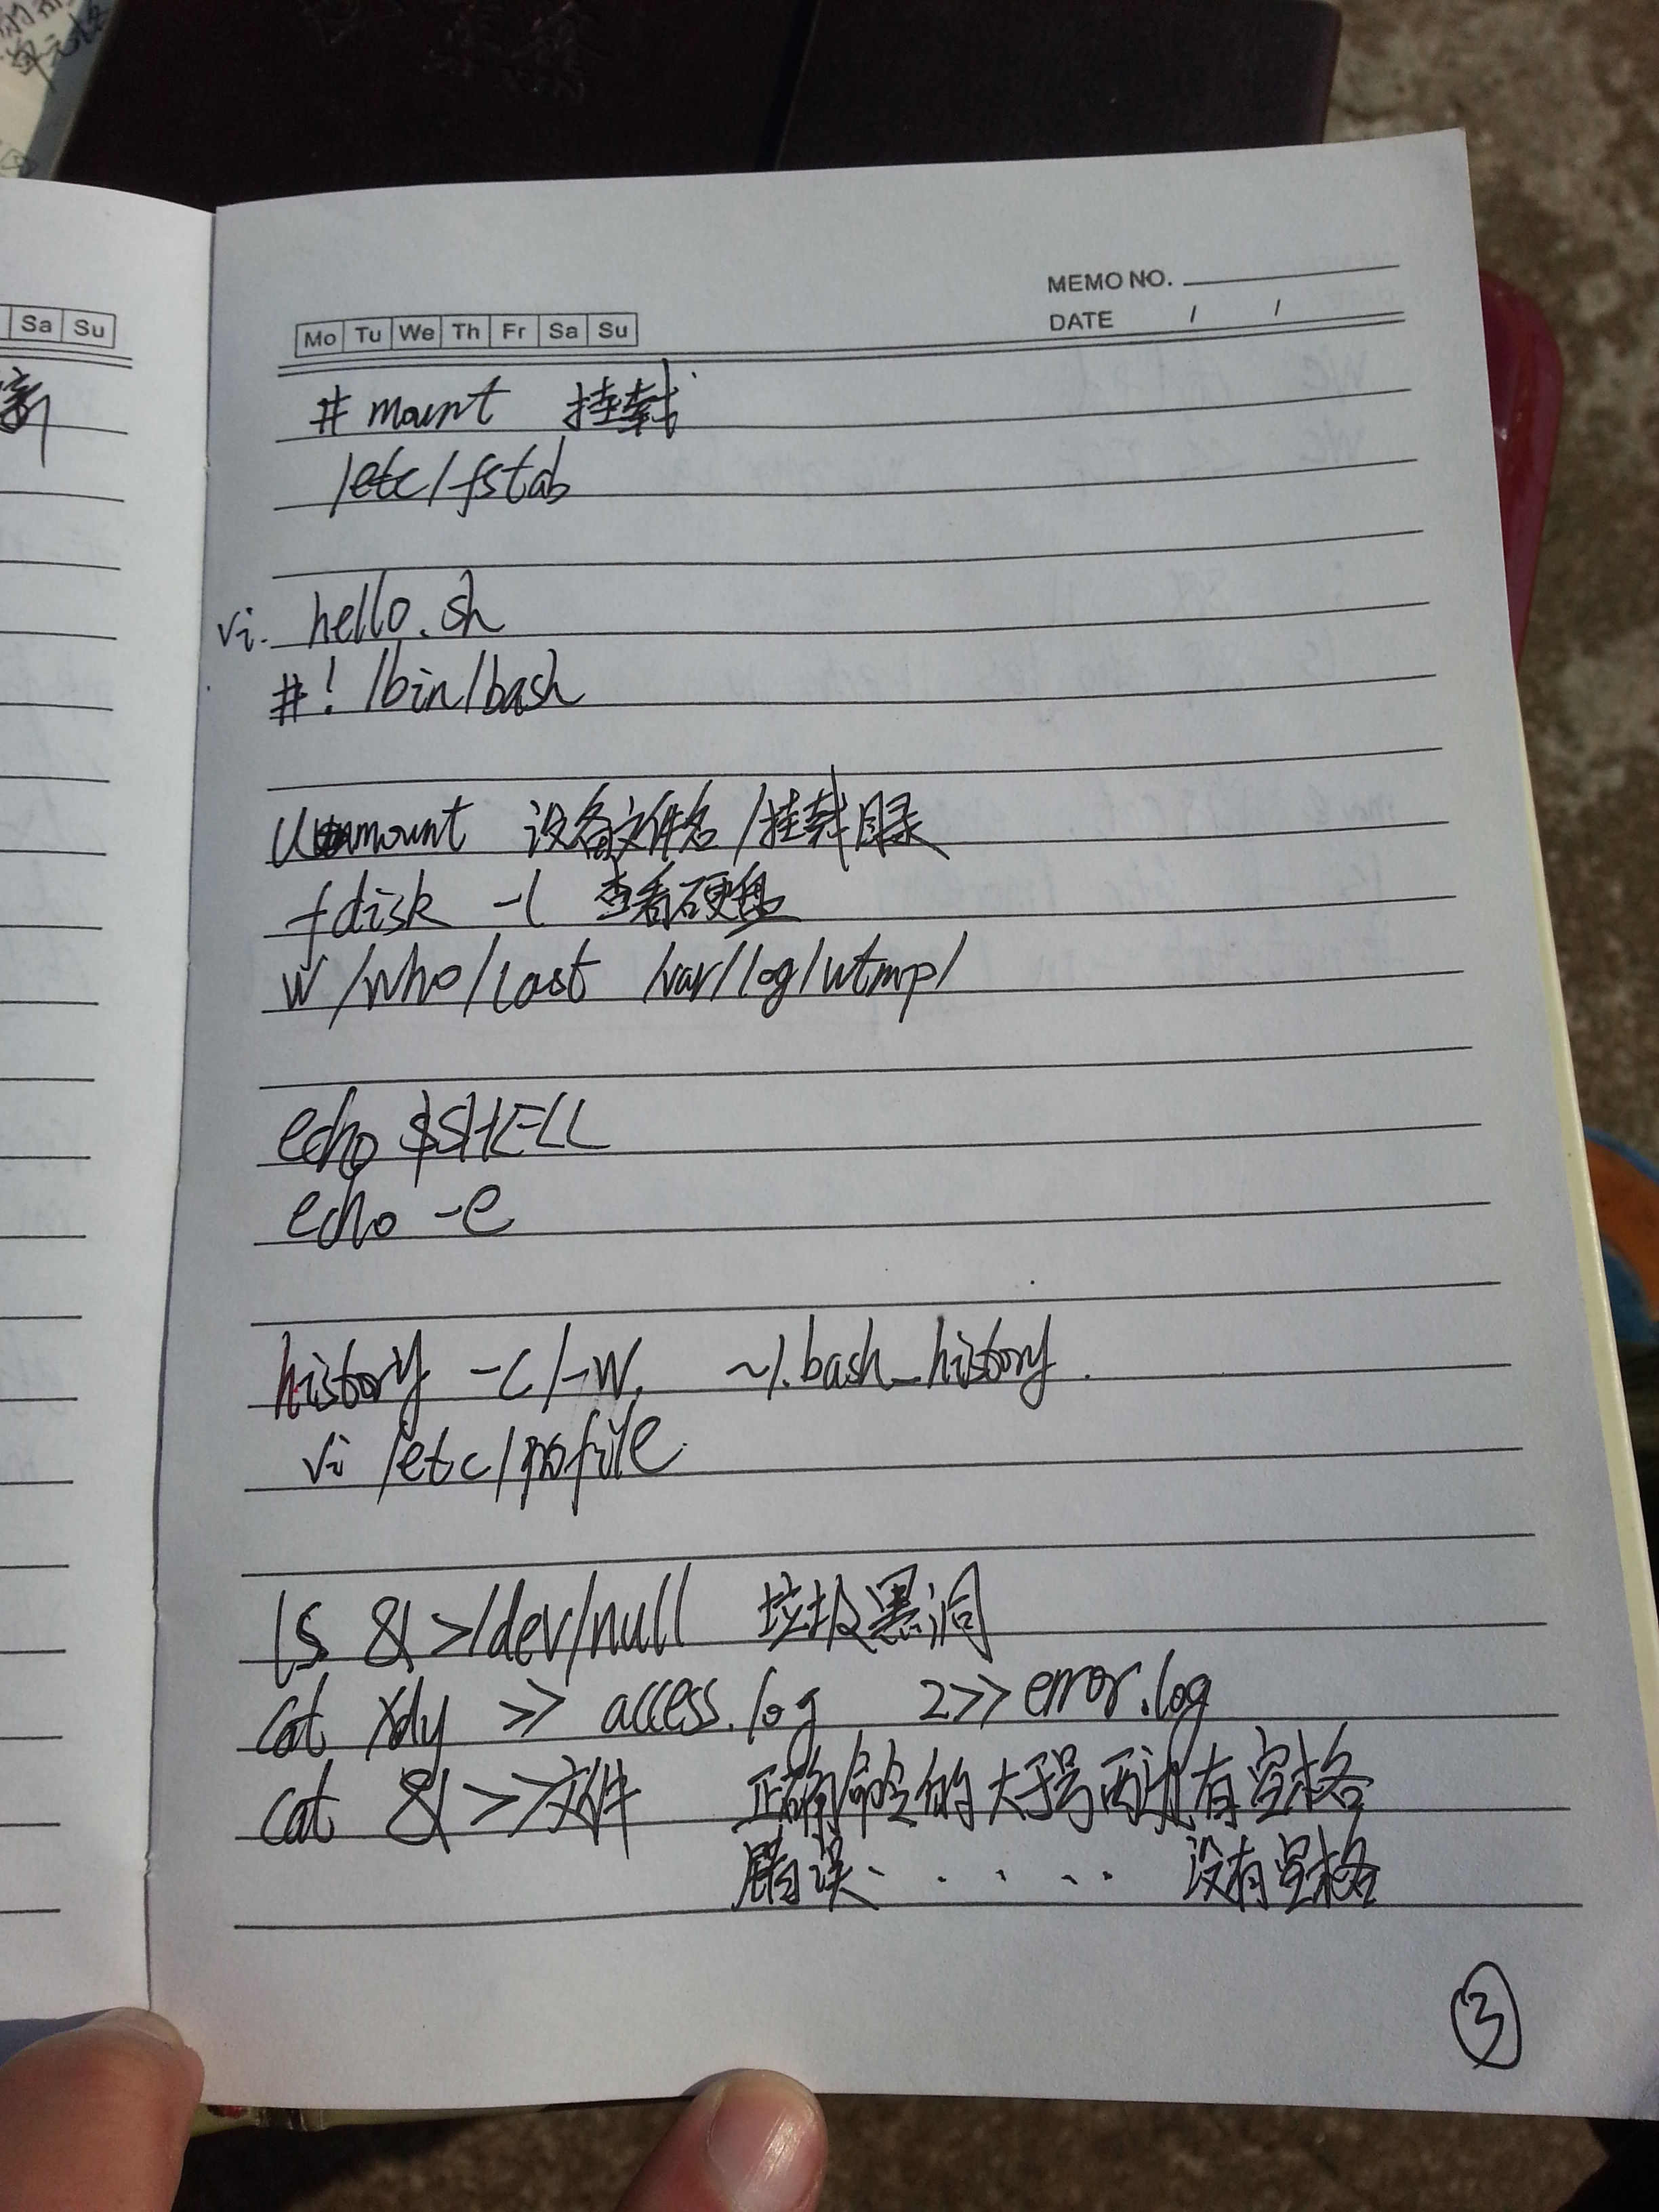 单元格
Sa Su
新
MEMO NO.
DATE / /
Mo Tu We Th Fr Sa Su
# mount 挂载
/etc/fstab
vi. hello.sh
#! /bin/bash
umount 设备文件名/挂载目录
fdisk -l 查看硬盘
w/who/last /var/log/wtmp/
echo $SHELL
echo -e
history -c/-w, ~/.bash_history.
vi /etc/profile
ls &>/dev/null 垃圾黑洞
cat xdy >> access.log 2>>error.log
cat &>>文件 正确命令的大于号两边有空格
错误、. . . . 没有空格
③